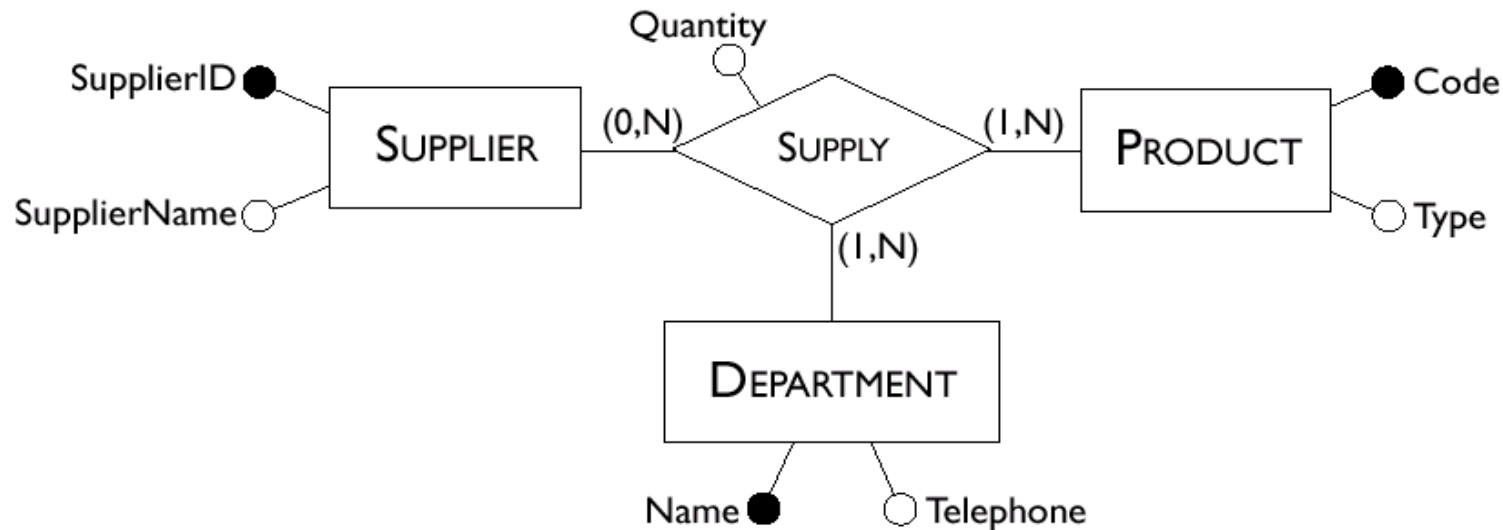 Quantity
SupplierID
Code
(0,N)
(1,N)
SUPPLIER
SUPPLY
PRODUCT
SupplierName
Type
(1,N)
DEPARTMENT
Name
Telephone